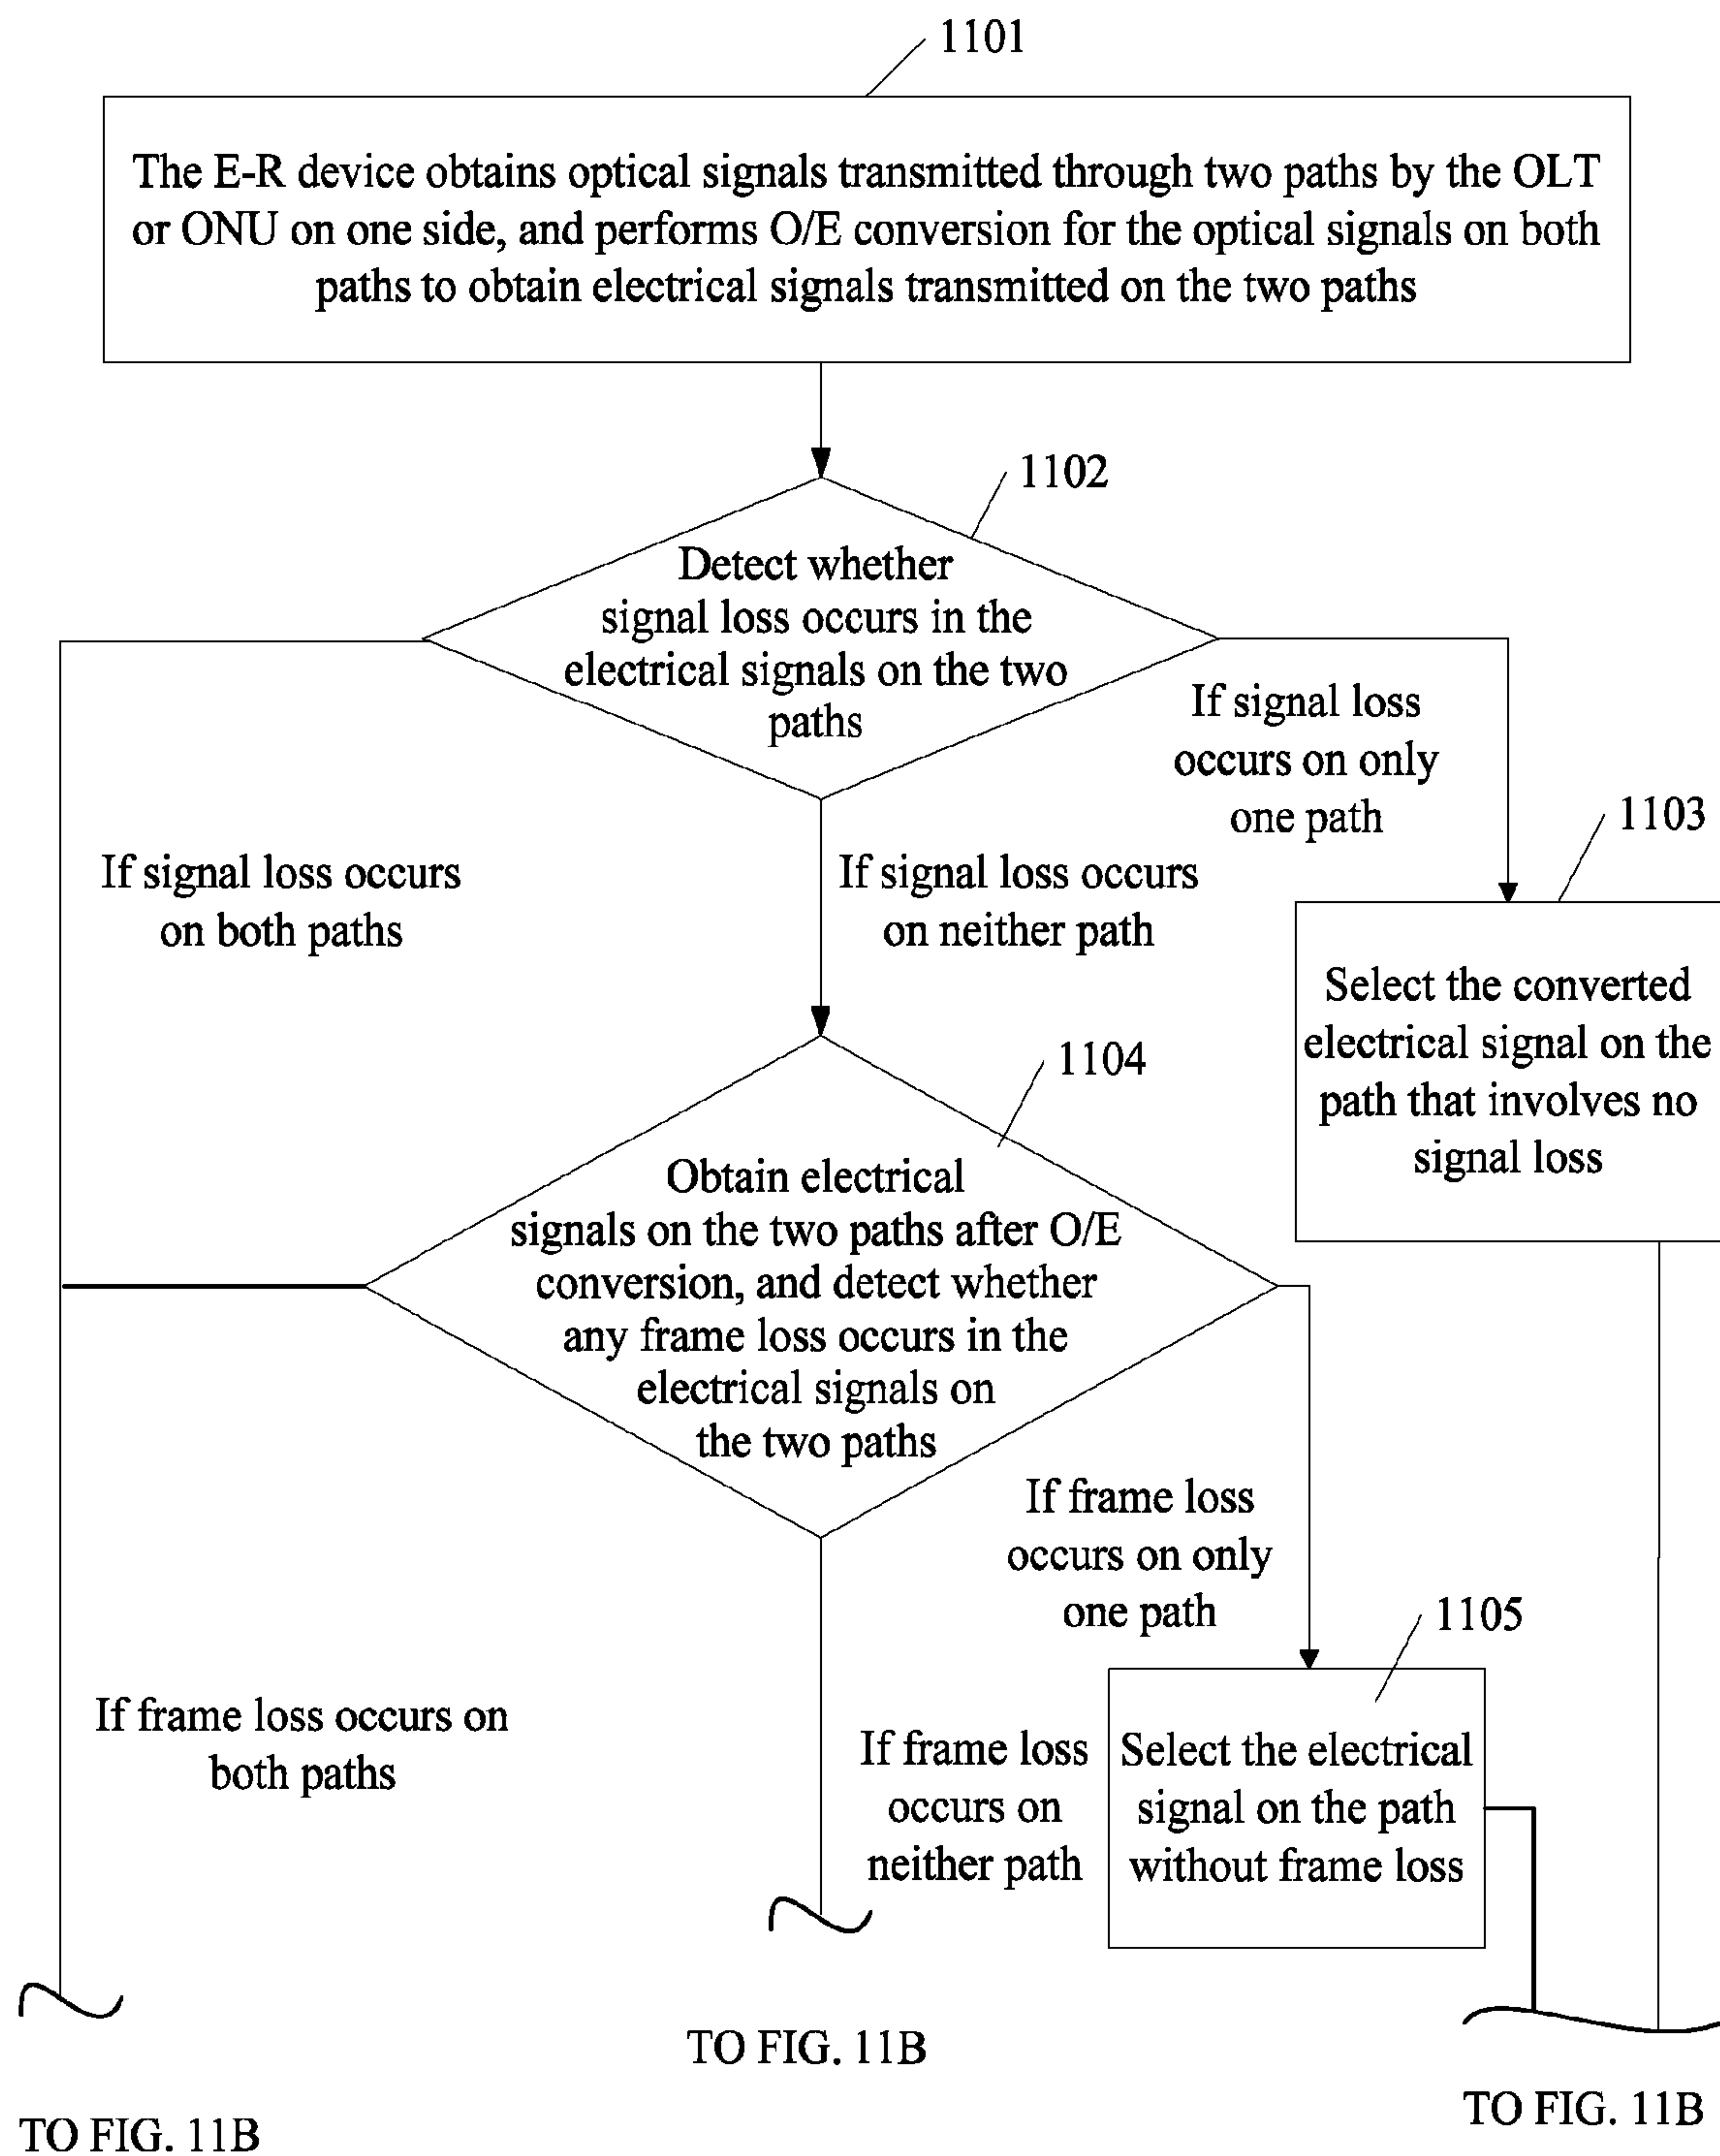 1101
The E-R device obtains optical signals transmitted through two paths by the OLT
or ONU on one side, and performs O/E conversion for the optical signals on both
paths to obtain electrical signals transmitted on the two paths
1102
Detect whether
signal loss occurs in the
electrical signals on the two
paths
If signal loss
occurs on only
one path
1103
If signal loss occurs
on both paths
If signal loss occurs
on neither path
Select the converted
electrical signal on the
path that involves no
signal loss
1104
Obtain electrical
signals on the two paths after O/E
conversion, and detect whether
any frame loss occurs in the
electrical signals on
the two paths
If frame loss
occurs on only
one path
1105
If frame loss occurs on
both paths
If frame loss
occurs on
neither path
Select the electrical
signal on the path
without frame loss
TO FIG. 11B
TO FIG. 11B
TO FIG. 11B